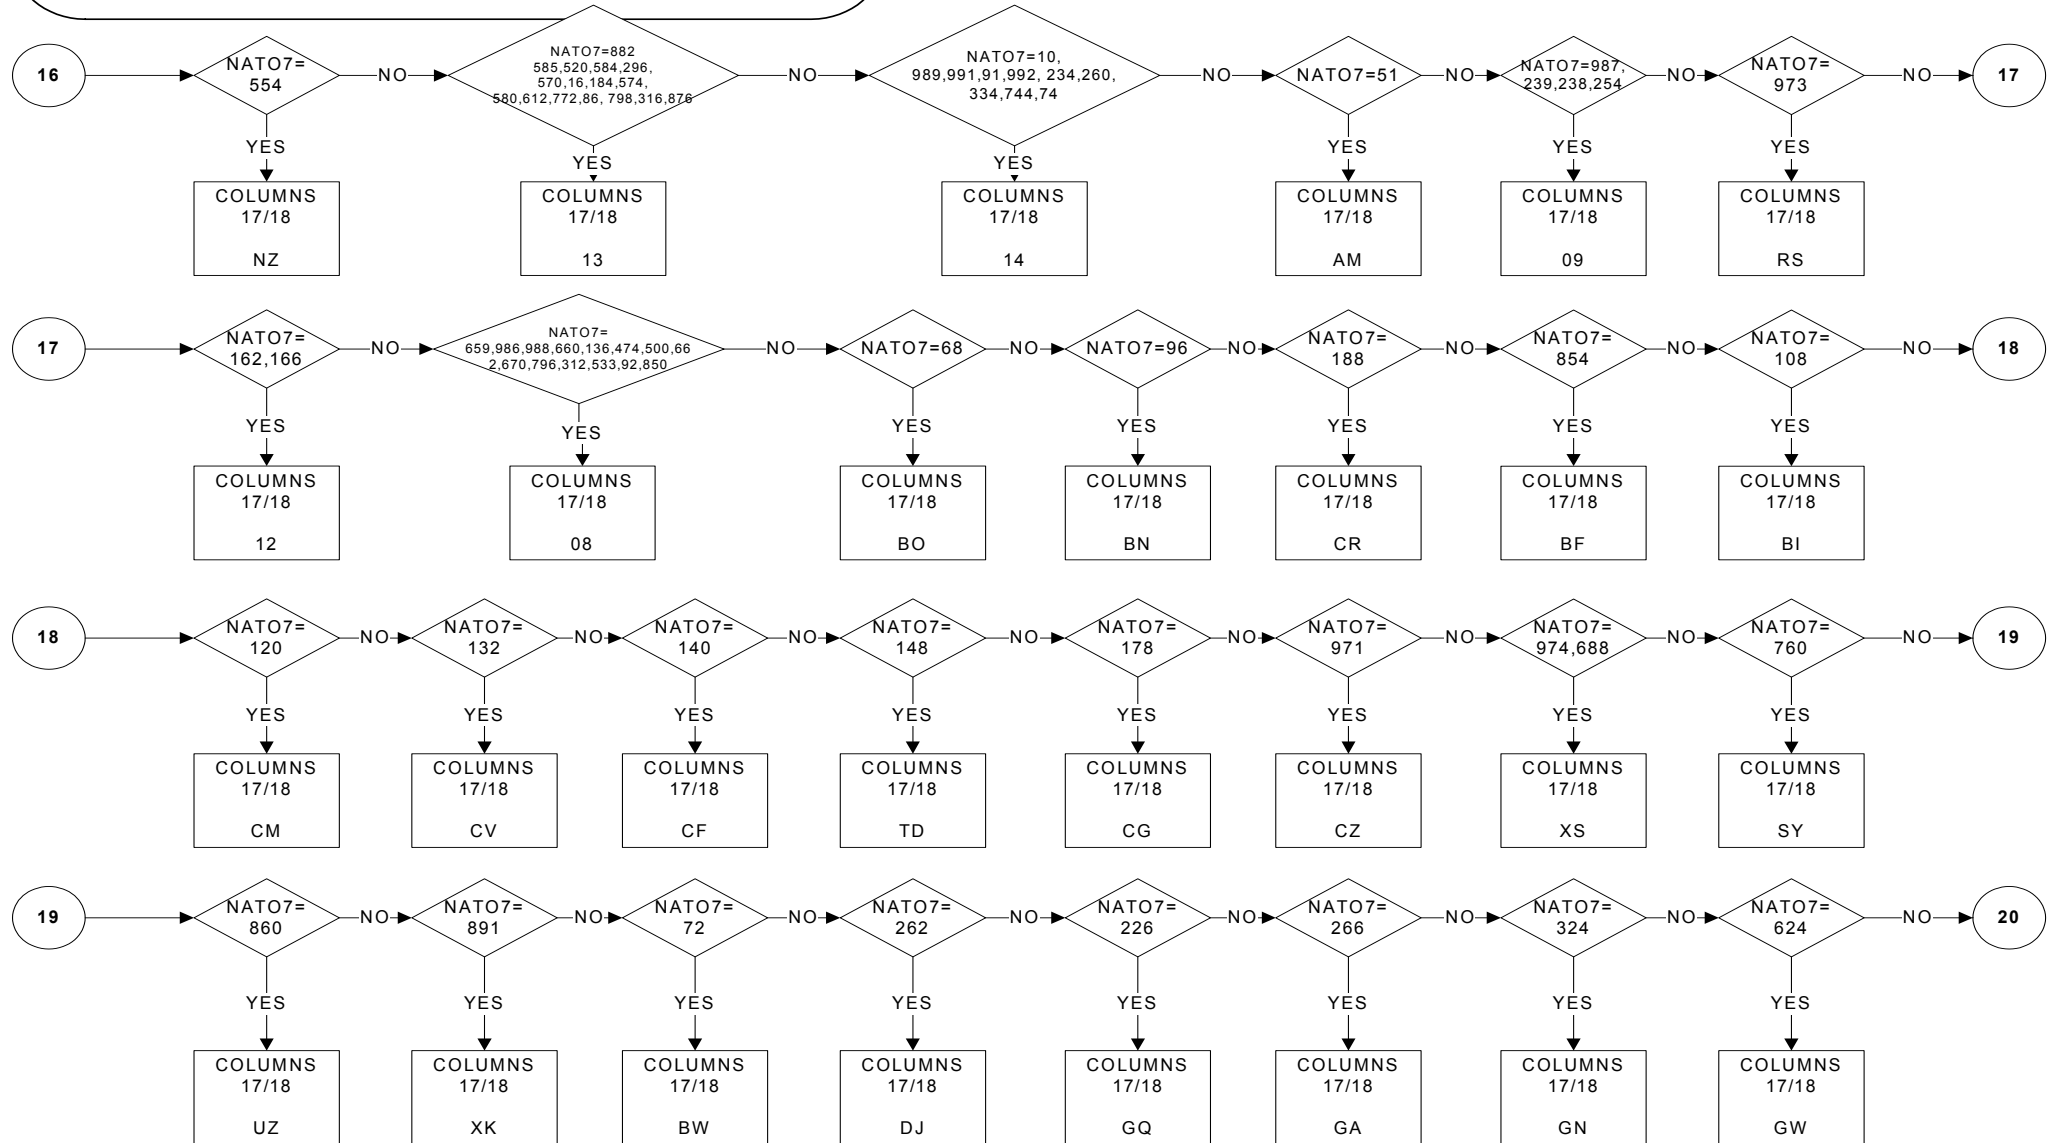 16
NATO7=
554
NO
NATO7=882
585,520,584,296,
570,16,184,574,
580,612,772,86, 798,316,876
NO
NATO7=10,
989,991,91,992, 234,260,
334,744,74
NO
NATO7=51
NO
NATO7=987,
239,238,254
NO
NATO7=
973
NO
17
YES
YES
YES
YES
YES
YES
COLUMNS
17/18
NZ
COLUMNS
17/18
13
COLUMNS
17/18
14
COLUMNS
17/18
AM
COLUMNS
17/18
09
COLUMNS
17/18
RS
17
NATO7=
162,166
NO
NATO7=
659,986,988,660,136,474,500,66
2,670,796,312,533,92,850
NO
NATO7=68
NO
NATO7=96
NO
NATO7=
188
NO
NATO7=
854
NO
NATO7=
108
NO
18
YES
YES
YES
YES
YES
YES
YES
COLUMNS
17/18
12
COLUMNS
17/18
08
COLUMNS
17/18
BO
COLUMNS
17/18
BN
COLUMNS
17/18
CR
COLUMNS
17/18
BF
COLUMNS
17/18
BI
18
NATO7=
120
NO
NATO7=
132
NO
NATO7=
140
NO
NATO7=
148
NO
NATO7=
178
NO
NATO7=
971
NO
NATO7=
974,688
NO
NATO7=
760
NO
19
YES
YES
YES
YES
YES
YES
YES
YES
COLUMNS
17/18
CM
COLUMNS
17/18
CV
COLUMNS
17/18
CF
COLUMNS
17/18
TD
COLUMNS
17/18
CG
COLUMNS
17/18
CZ
COLUMNS
17/18
XS
COLUMNS
17/18
SY
19
NATO7=
860
NO
NATO7=
891
NO
NATO7=
72
NO
NATO7=
262
NO
NATO7=
226
NO
NATO7=
266
NO
NATO7=
324
NO
NATO7=
624
NO
20
YES
YES
YES
YES
YES
YES
YES
YES
COLUMNS
17/18
UZ
COLUMNS
17/18
XK
COLUMNS
17/18
BW
COLUMNS
17/18
DJ
COLUMNS
17/18
GQ
COLUMNS
17/18
GA
COLUMNS
17/18
GN
COLUMNS
17/18
GW